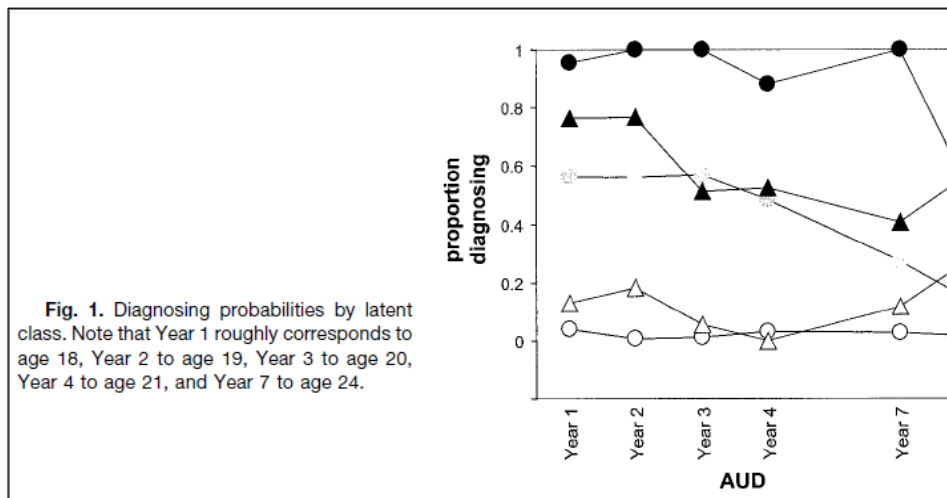 Fig. 1. Diagnosing probabilities by latent
class. Note that Year 1 roughly corresponds to
age 18, Year 2 to age 19, Year 3 to age 20,
Year 4 to age 21, and Year 7 to age 24.
proportion
diagnosing
1
0.8
0.6
0.4
0.2
0
Year 1
Year 2
Year 3
Year 4
Year 7
AUD